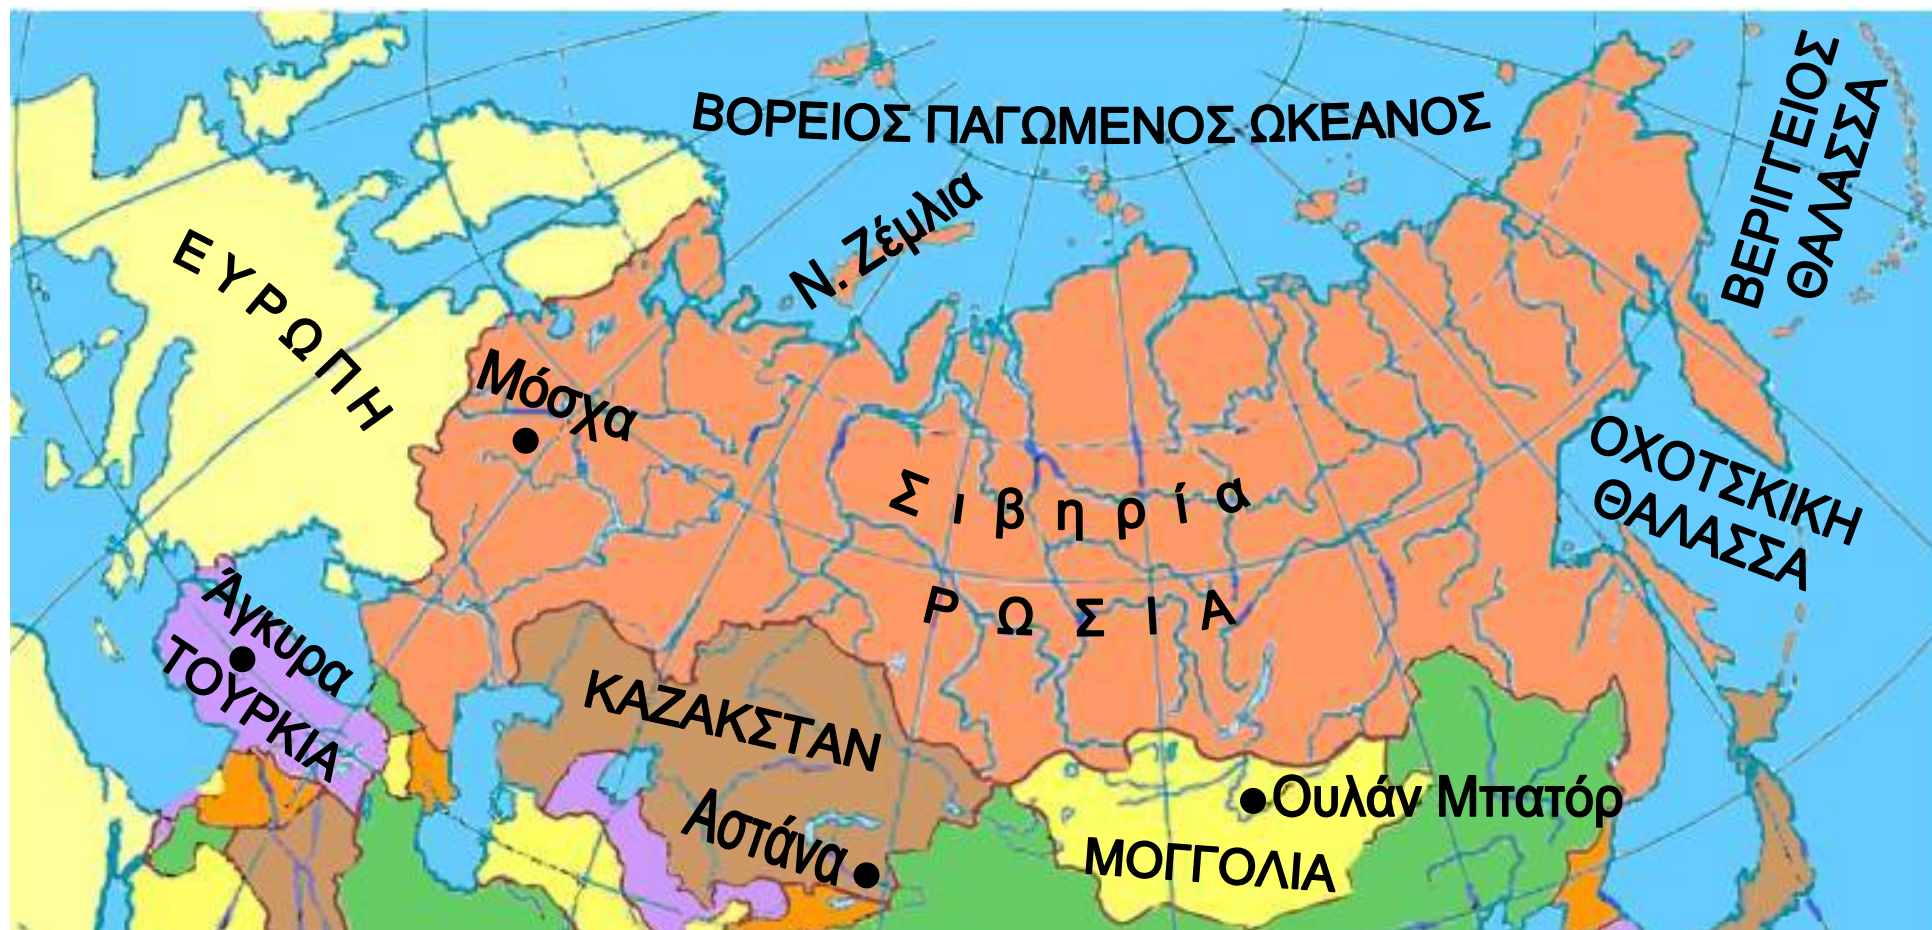 ΒΟΡΕΙΟΣ ΠΑΓΩΜΕΝΟΣ ΩΚΕΑΝΟΣ
ΒΕΡΙΓΓΕΙΟΣ
ΘΑΛΑΣΣΑ
Ν. Ζέμλια
ΕΥΡΩΠΗ
Μόσχα
ΟΧΟΤΣΚΙΚΗ
ΘΑΛΑΣΣΑ
Σιβηρία
ΡΩΣΙΑ
Άγκυρα
ΤΟΥΡΚΙΑ
ΚΑΖΑΚΣΤΑΝ
Αστάνα
Ουλάν Μπατόρ
ΜΟΓΓΟΛΙΑ